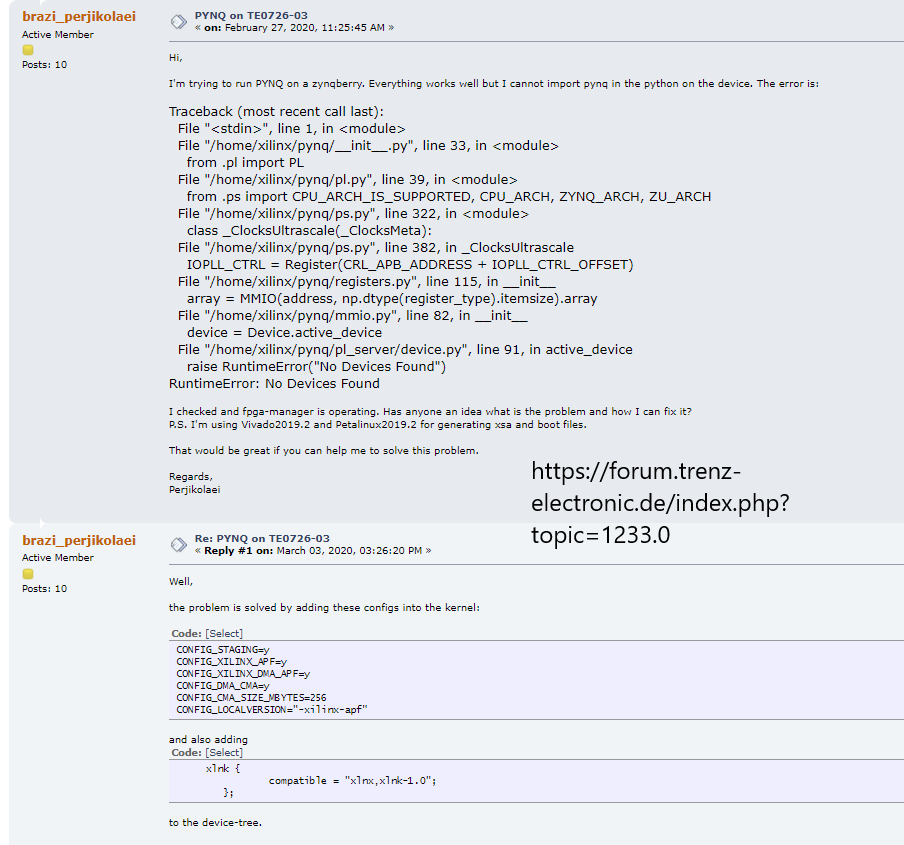 brazi_perjikolaei
Active Member
Posts: 10
PYNQ on TE0726-03
« on: February 27, 2020, 11:25:45 AM »
Hi,
I'm trying to run PYNQ on a zynqberry. Everything works well but I cannot import pynq in the python on the device. The error is:
Traceback (most recent call last):
File "<stdin>", line 1, in <module>
File "/home/xilinx/pynq/__init__.py", line 33, in <module>
from .pl import PL
File "/home/xilinx/pynq/pl.py", line 39, in <module>
from .ps import CPU_ARCH_IS_SUPPORTED, CPU_ARCH, ZYNQ_ARCH, ZU_ARCH
File "/home/xilinx/pynq/ps.py", line 322, in <module>
class _ClocksUltrascale(_ClocksMeta):
File "/home/xilinx/pynq/ps.py", line 382, in _ClocksUltrascale
IOPLL_CTRL = Register(CRL_APB_ADDRESS + IOPLL_CTRL_OFFSET)
File "/home/xilinx/pynq/registers.py", line 115, in __init__
array = MMIO(address, np.dtype(register_type).itemsize).array
File "/home/xilinx/pynq/mmio.py", line 82, in __init__
device = Device.active_device
File "/home/xilinx/pynq/pl_server/device.py", line 91, in active_device
raise RuntimeError("No Devices Found")
RuntimeError: No Devices Found
I checked and fpga-manager is operating. Has anyone an idea what is the problem and how I can fix it?
P.S. I'm using Vivado2019.2 and Petalinux2019.2 for generating xsa and boot files.
That would be great if you can help me to solve this problem.
Regards,
Perjikolaei
https://forum.trenz-
electronic.de/index.php?
topic=1233.0
brazi_perjikolaei
Active Member
Posts: 10
Re: PYNQ on TE0726-03
« Reply #1 on: March 03, 2020, 03:26:20 PM »
Well,
the problem is solved by adding these configs into the kernel:
Code: [Select]
CONFIG_STAGING=y
CONFIG_XILINX_APF=y
CONFIG_XILINX_DMA_APF=y
CONFIG_DMA_CMA=y
CONFIG_CMA_SIZE_MBYTES=256
CONFIG_LOCALVERSION="-xilinx-apf"
and also adding
Code: [Select]
xlnk {
compatible = "xlnx,xlnk-1.0";
};
to the device-tree.